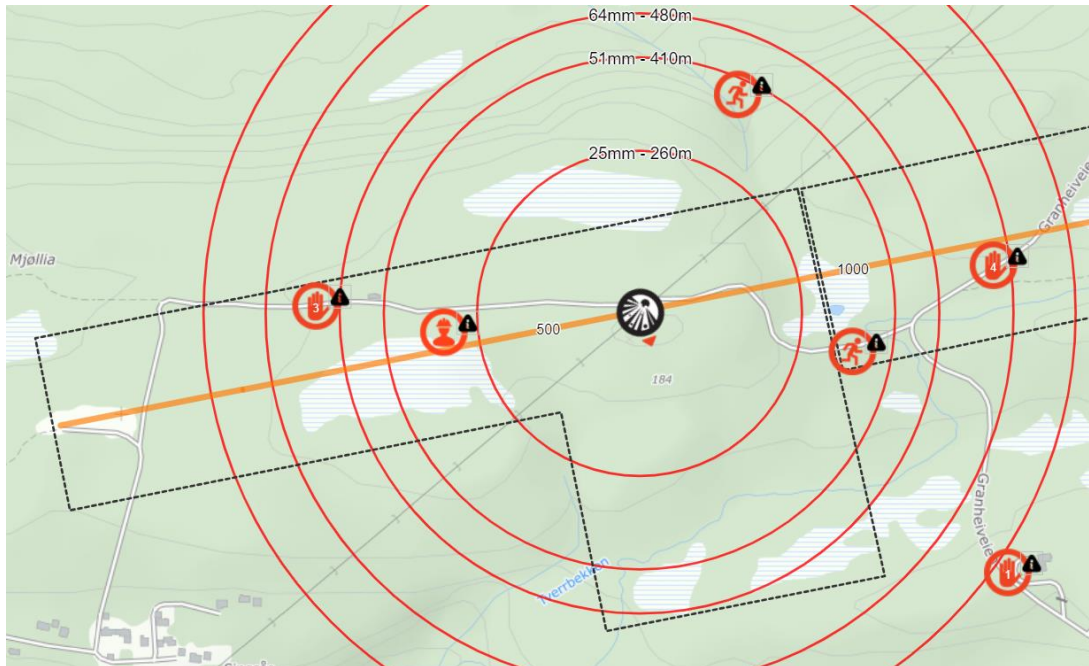 64mm - 480m
51mm - 410m
25mm - 260m
Granheiveie
Mjøllia
4
1000
3
500
184
Granheiveie
Tverrbekken